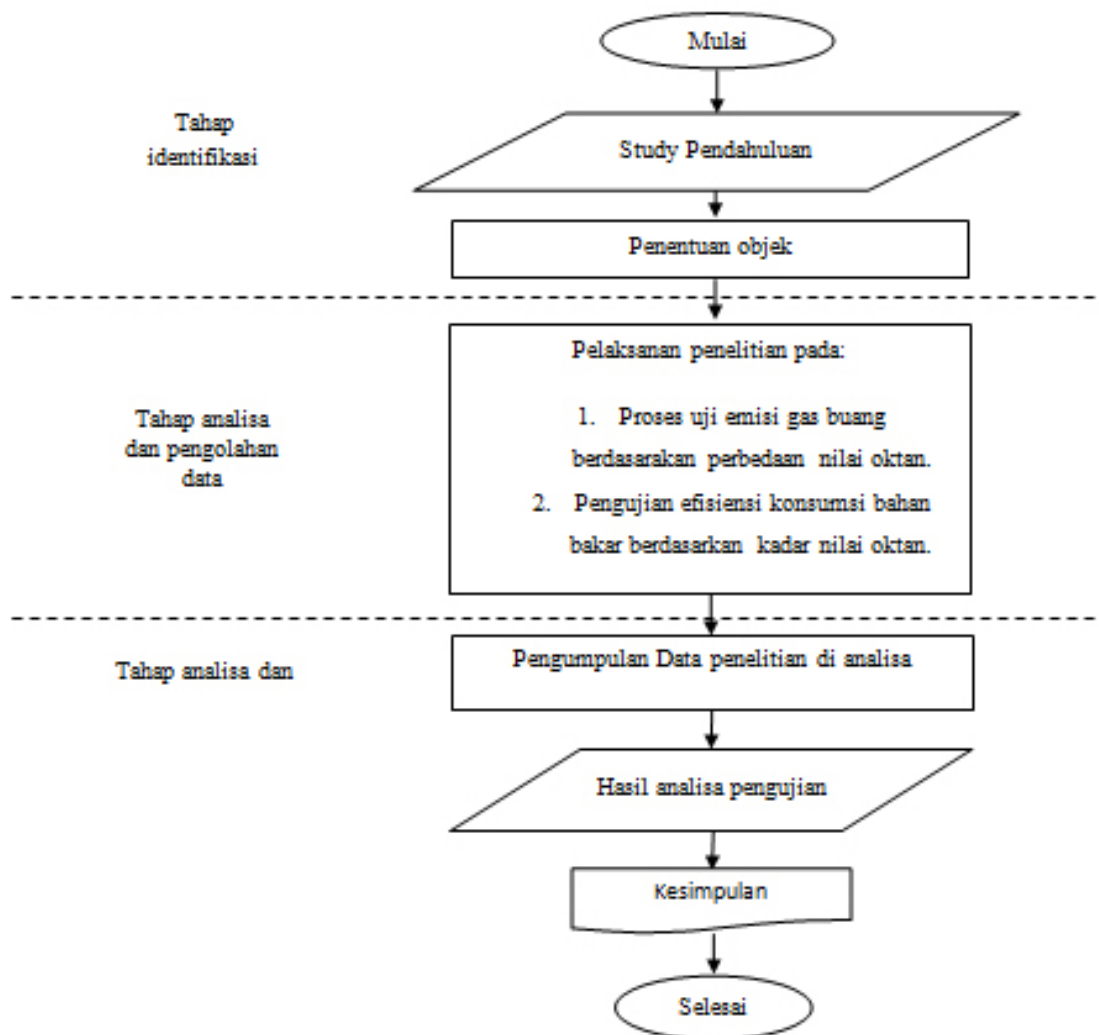 Mulai
Tahap
identifikasi
Study Pendahuluan
Penentuan objek
Tahap analisa
dan pengolahan
data
Pelaksanan penelitian pada:
1. Proses uji emisi gas buang
berdasarakan perbedaan nilai oktan.
2. Pengujian efisiensi konsumsi bahan
bakar berdasarkan kadar nilai oktan.
Tahap analisa dan
Pengumpulan Data penelitian di analisa
Hasil analisa pengujian
Kesimpulan
Selesai